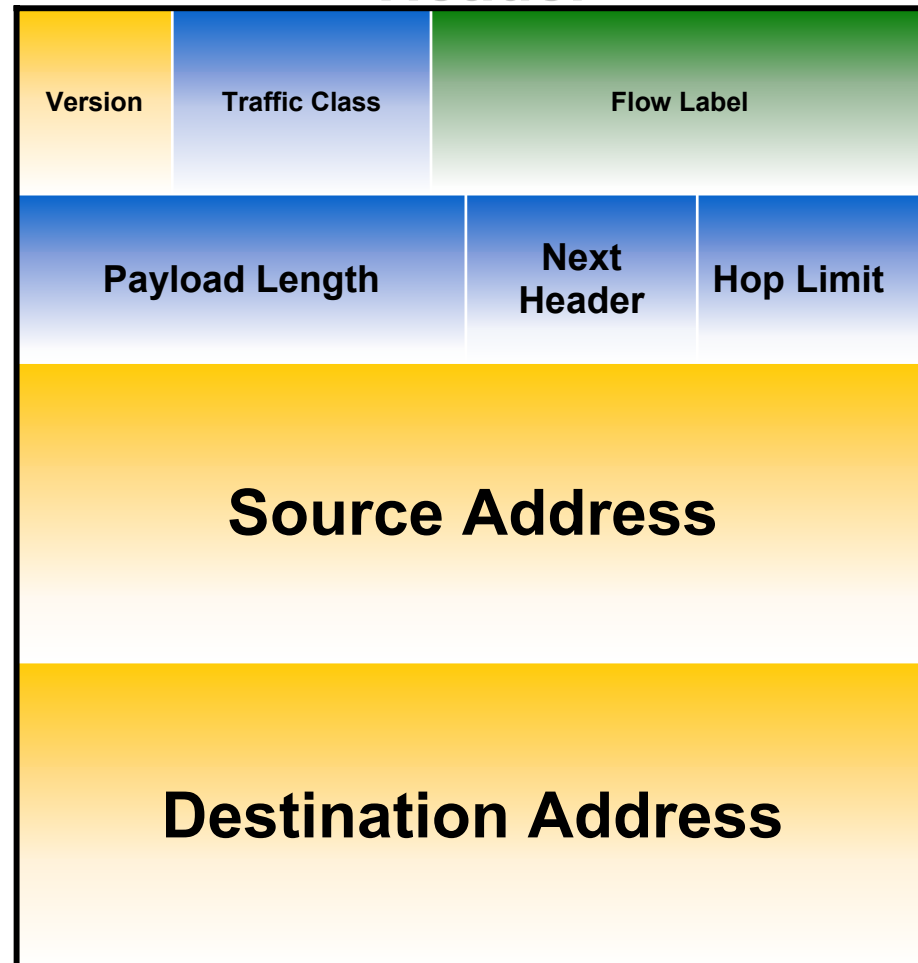 Version Traffic Class Flow Label
Payload Length Next Header Hop Limit
Source Address
Destination Address